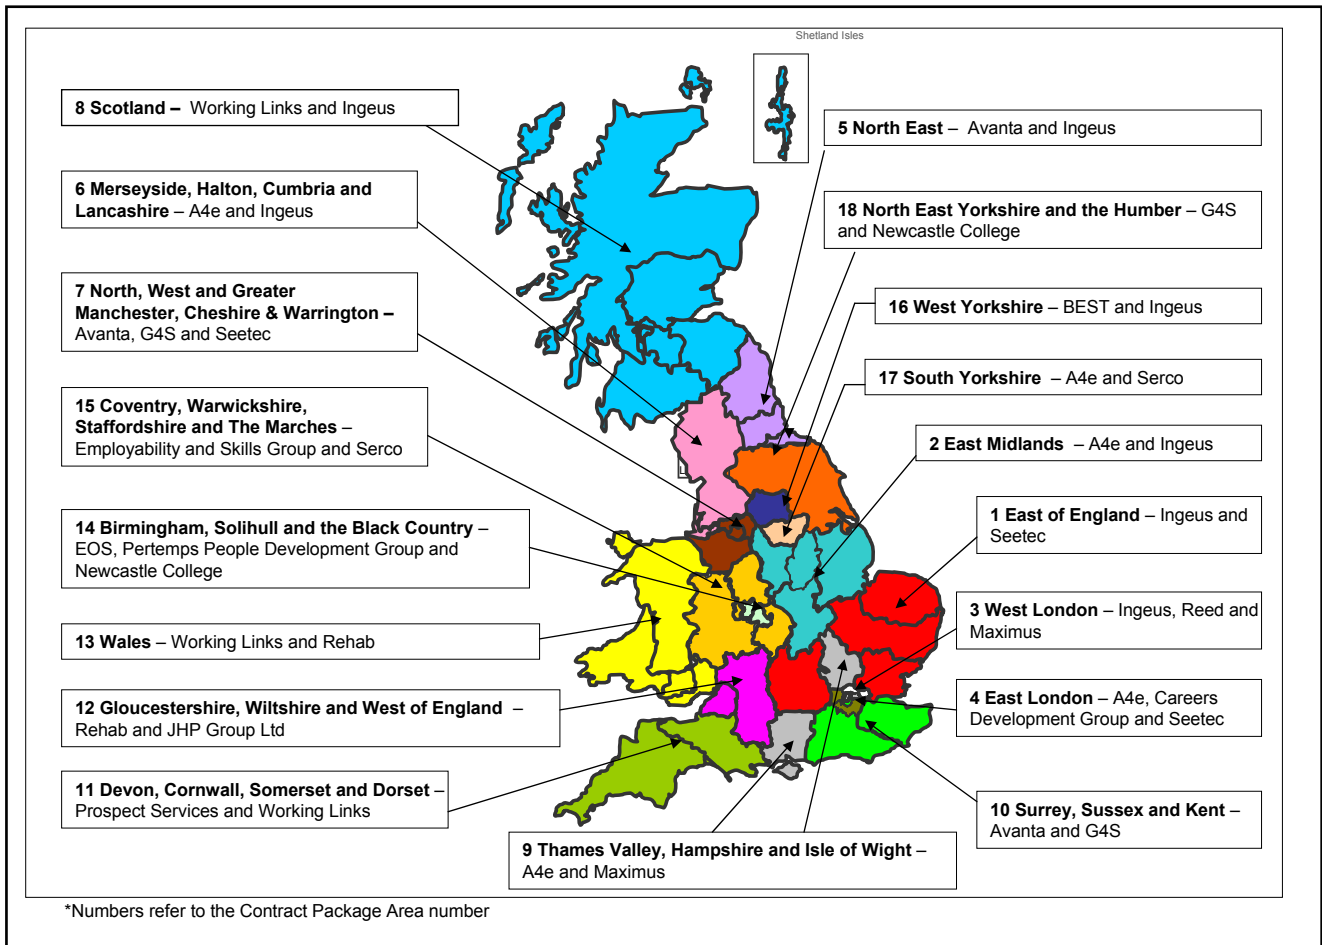 Shetland Isles
8 Scotland – Working Links and Ingeus
6 Merseyside, Halton, Cumbria and
Lancashire – A4e and Ingeus
7 North, West and Greater
Manchester, Cheshire & Warrington –
Avanta, G4S and Seetec
15 Coventry, Warwickshire,
Staffordshire and The Marches –
Employability and Skills Group and Serco
14 Birmingham, Solihull and the Black Country –
EOS, Pertemps People Development Group and
Newcastle College
13 Wales – Working Links and Rehab
12 Gloucestershire, Wiltshire and West of England –
Rehab and JHP Group Ltd
11 Devon, Cornwall, Somerset and Dorset –
Prospect Services and Working Links
5 North East – Avanta and Ingeus
18 North East Yorkshire and the Humber – G4S
and Newcastle College
16 West Yorkshire – BEST and Ingeus
17 South Yorkshire – A4e and Serco
2 East Midlands – A4e and Ingeus
1 East of England – Ingeus and
Seetec
3 West London – Ingeus, Reed and
Maximus
4 East London – A4e, Careers
Development Group and Seetec
10 Surrey, Sussex and Kent –
Avanta and G4S
9 Thames Valley, Hampshire and Isle of Wight –
A4e and Maximus
*Numbers refer to the Contract Package Area number